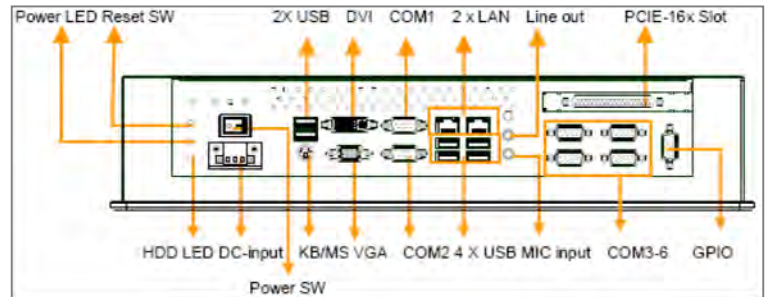 Power LED Reset SW 2X USB DVI COM1 2 x LAN Line out PCIE-16x Slot
HDD LED DC-input KB/MS VGA COM2 4 X USB MIC input COM3-6 GPIO
Power SW